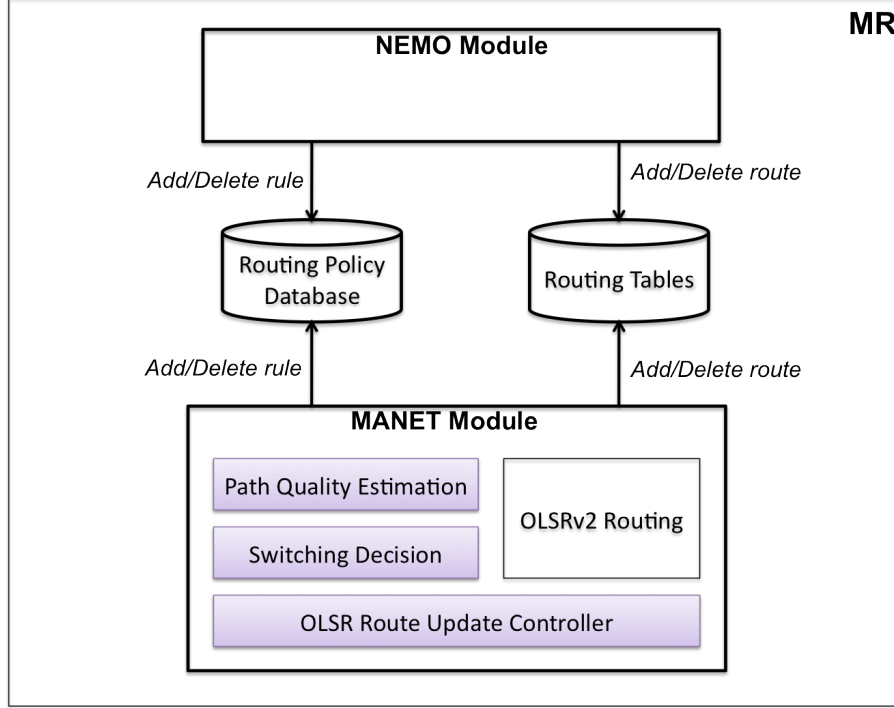 MR
NEMO Module
Add/Delete rule
Add/Delete route
Routing Policy
Database
Routing Tables
Add/Delete rule
Add/Delete route
MANET Module
Path Quality Estimation
OLSRv2 Routing
Switching Decision
OLSR Route Update Controller